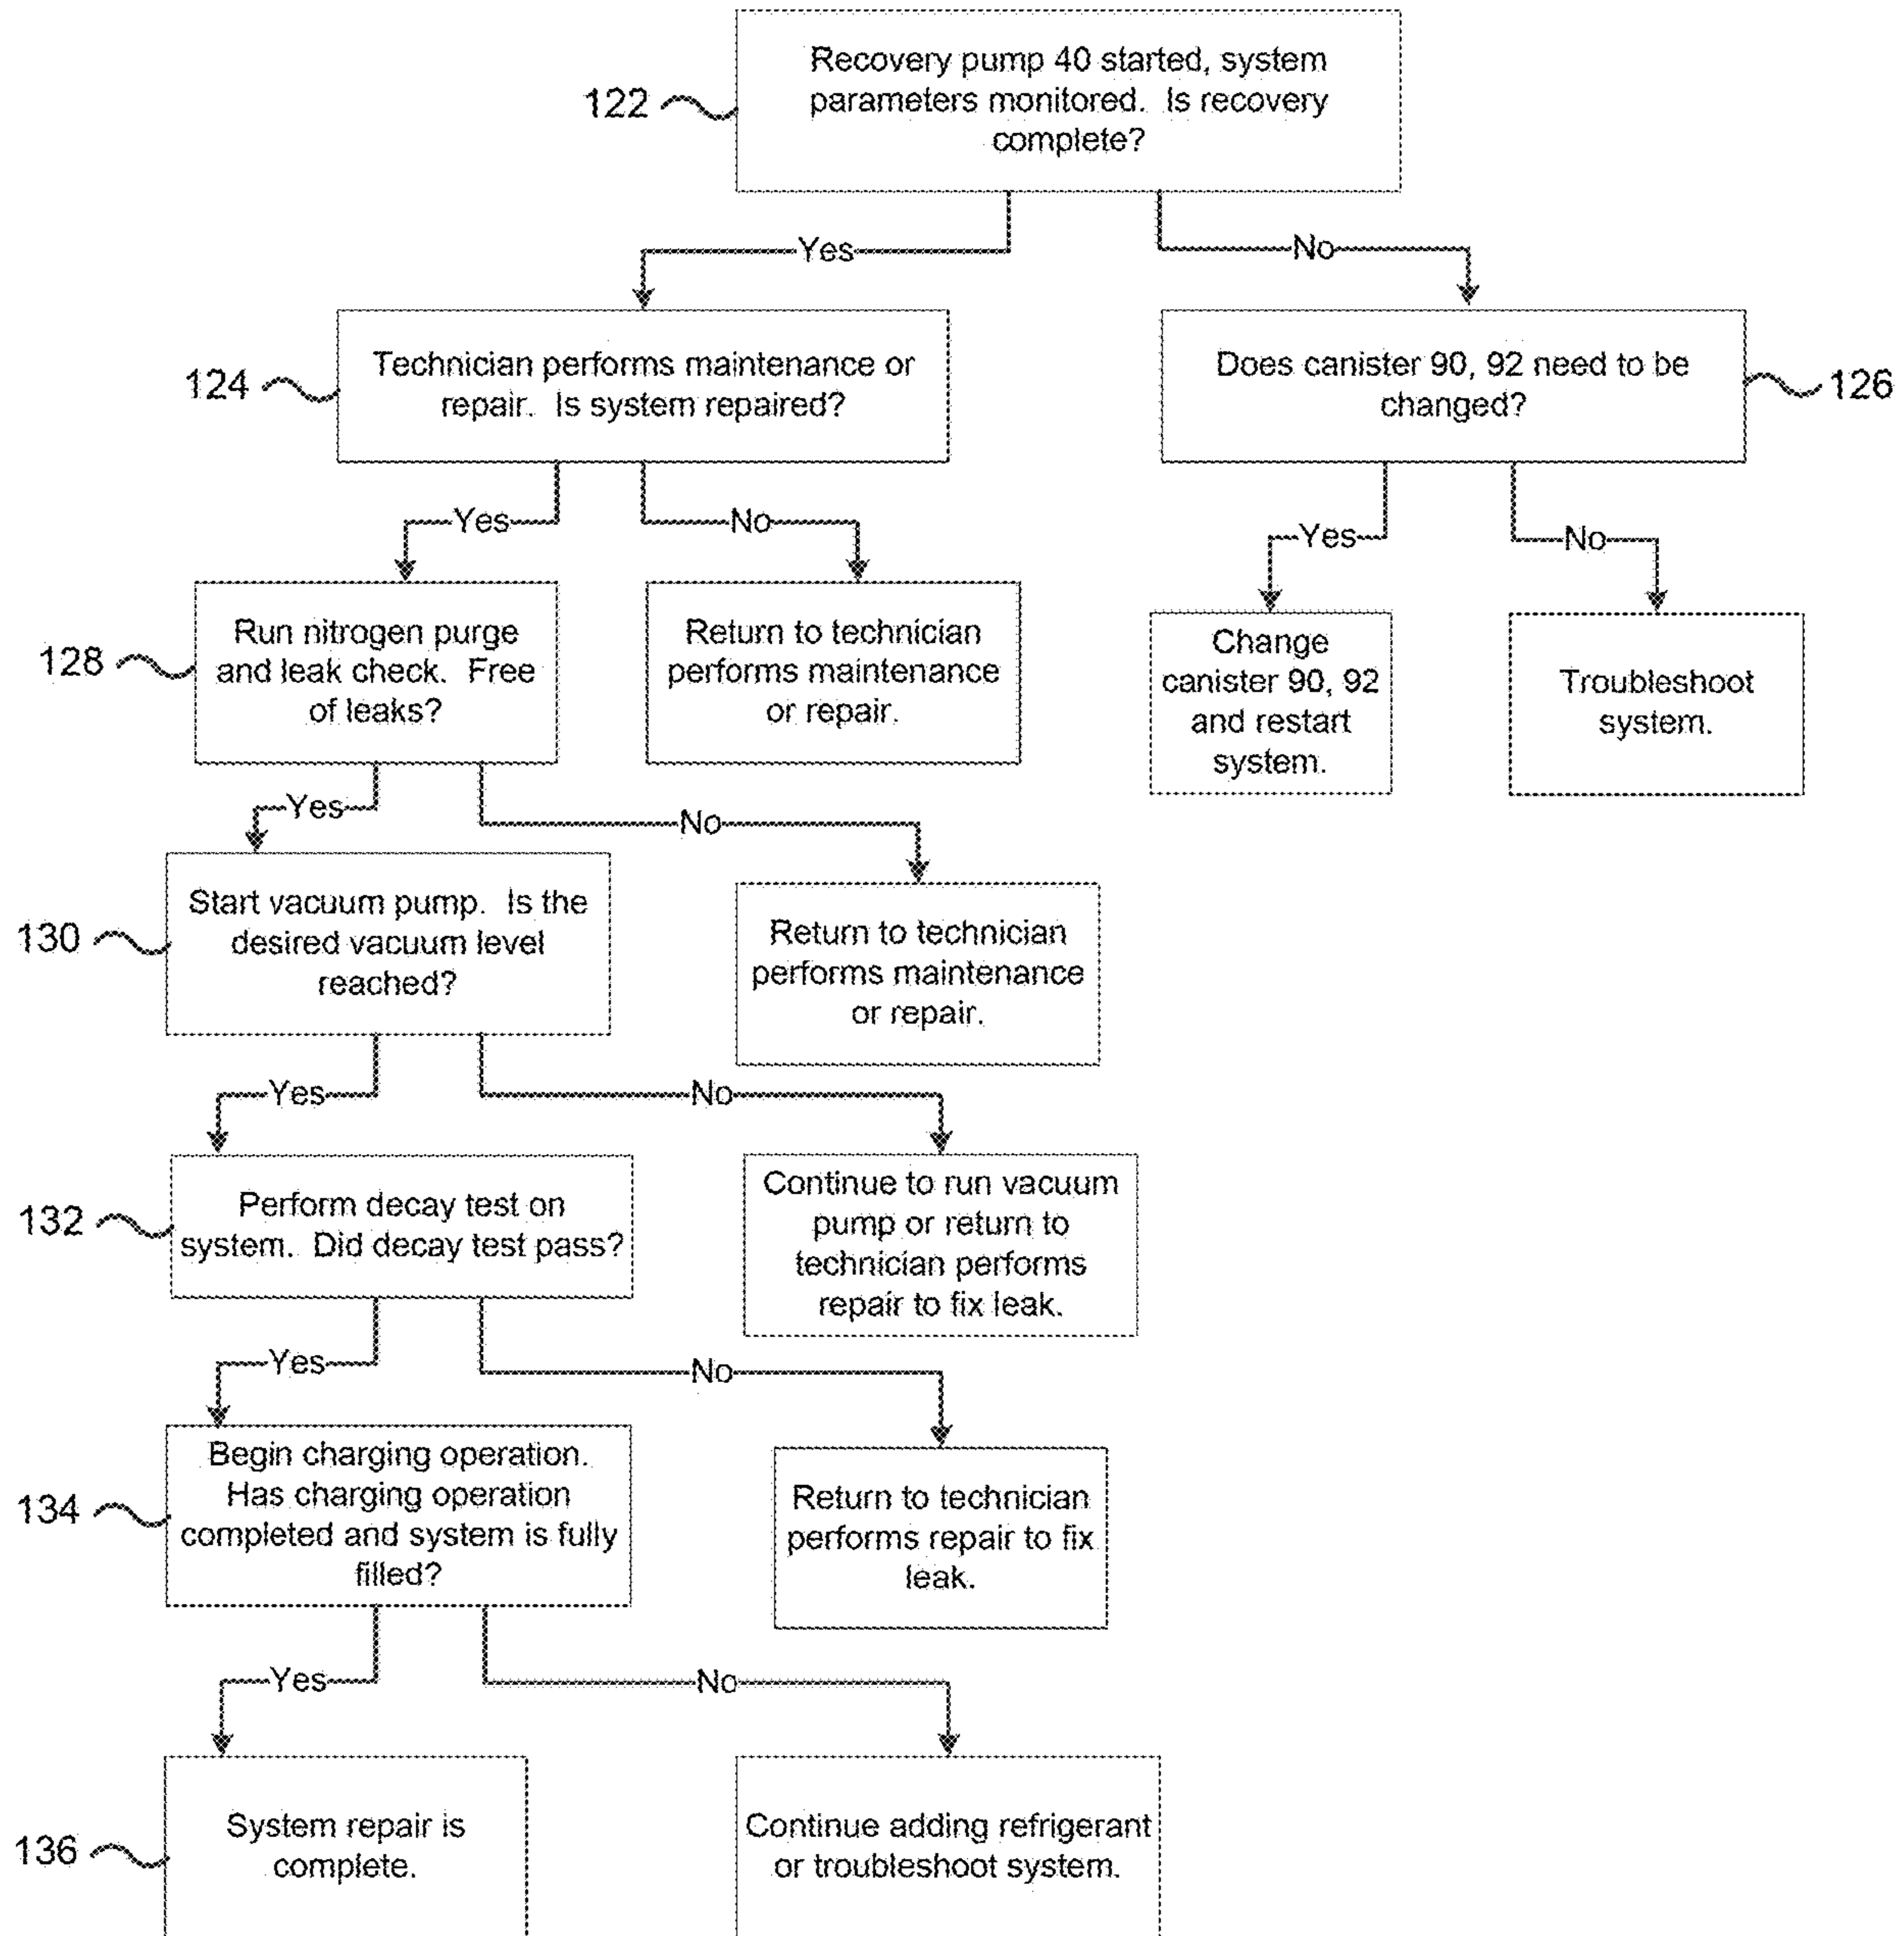 Recovery pump 40 started, system
parameters monitored. Is recovery
complete?
122
Yes
No
Technician performs maintenance or
repair. Is system repaired?
124
Does canister 90, 92 need to be
changed?
126
Yes
No
Yes
No
Run nitrogen purge
and leak check. Free
of leaks?
128
Return to technician
performs maintenance
or repair.
Change
canister 90, 92
and restart
system.
Troubleshoot
system.
Yes
No
Start vacuum pump. Is the
desired vacuum level
reached?
130
Return to technician
performs maintenance
or repair.
Yes
No
Perform decay test on
system. Did decay test pass?
132
Continue to run vacuum
pump or return to
technician performs
repair to fix leak.
Yes
No
Begin charging operation.
Has charging operation
completed and system is fully
filled?
134
Return to technician
performs repair to fix
leak.
Yes
No
System repair is
complete.
136
Continue adding refrigerant
or troubleshoot system.